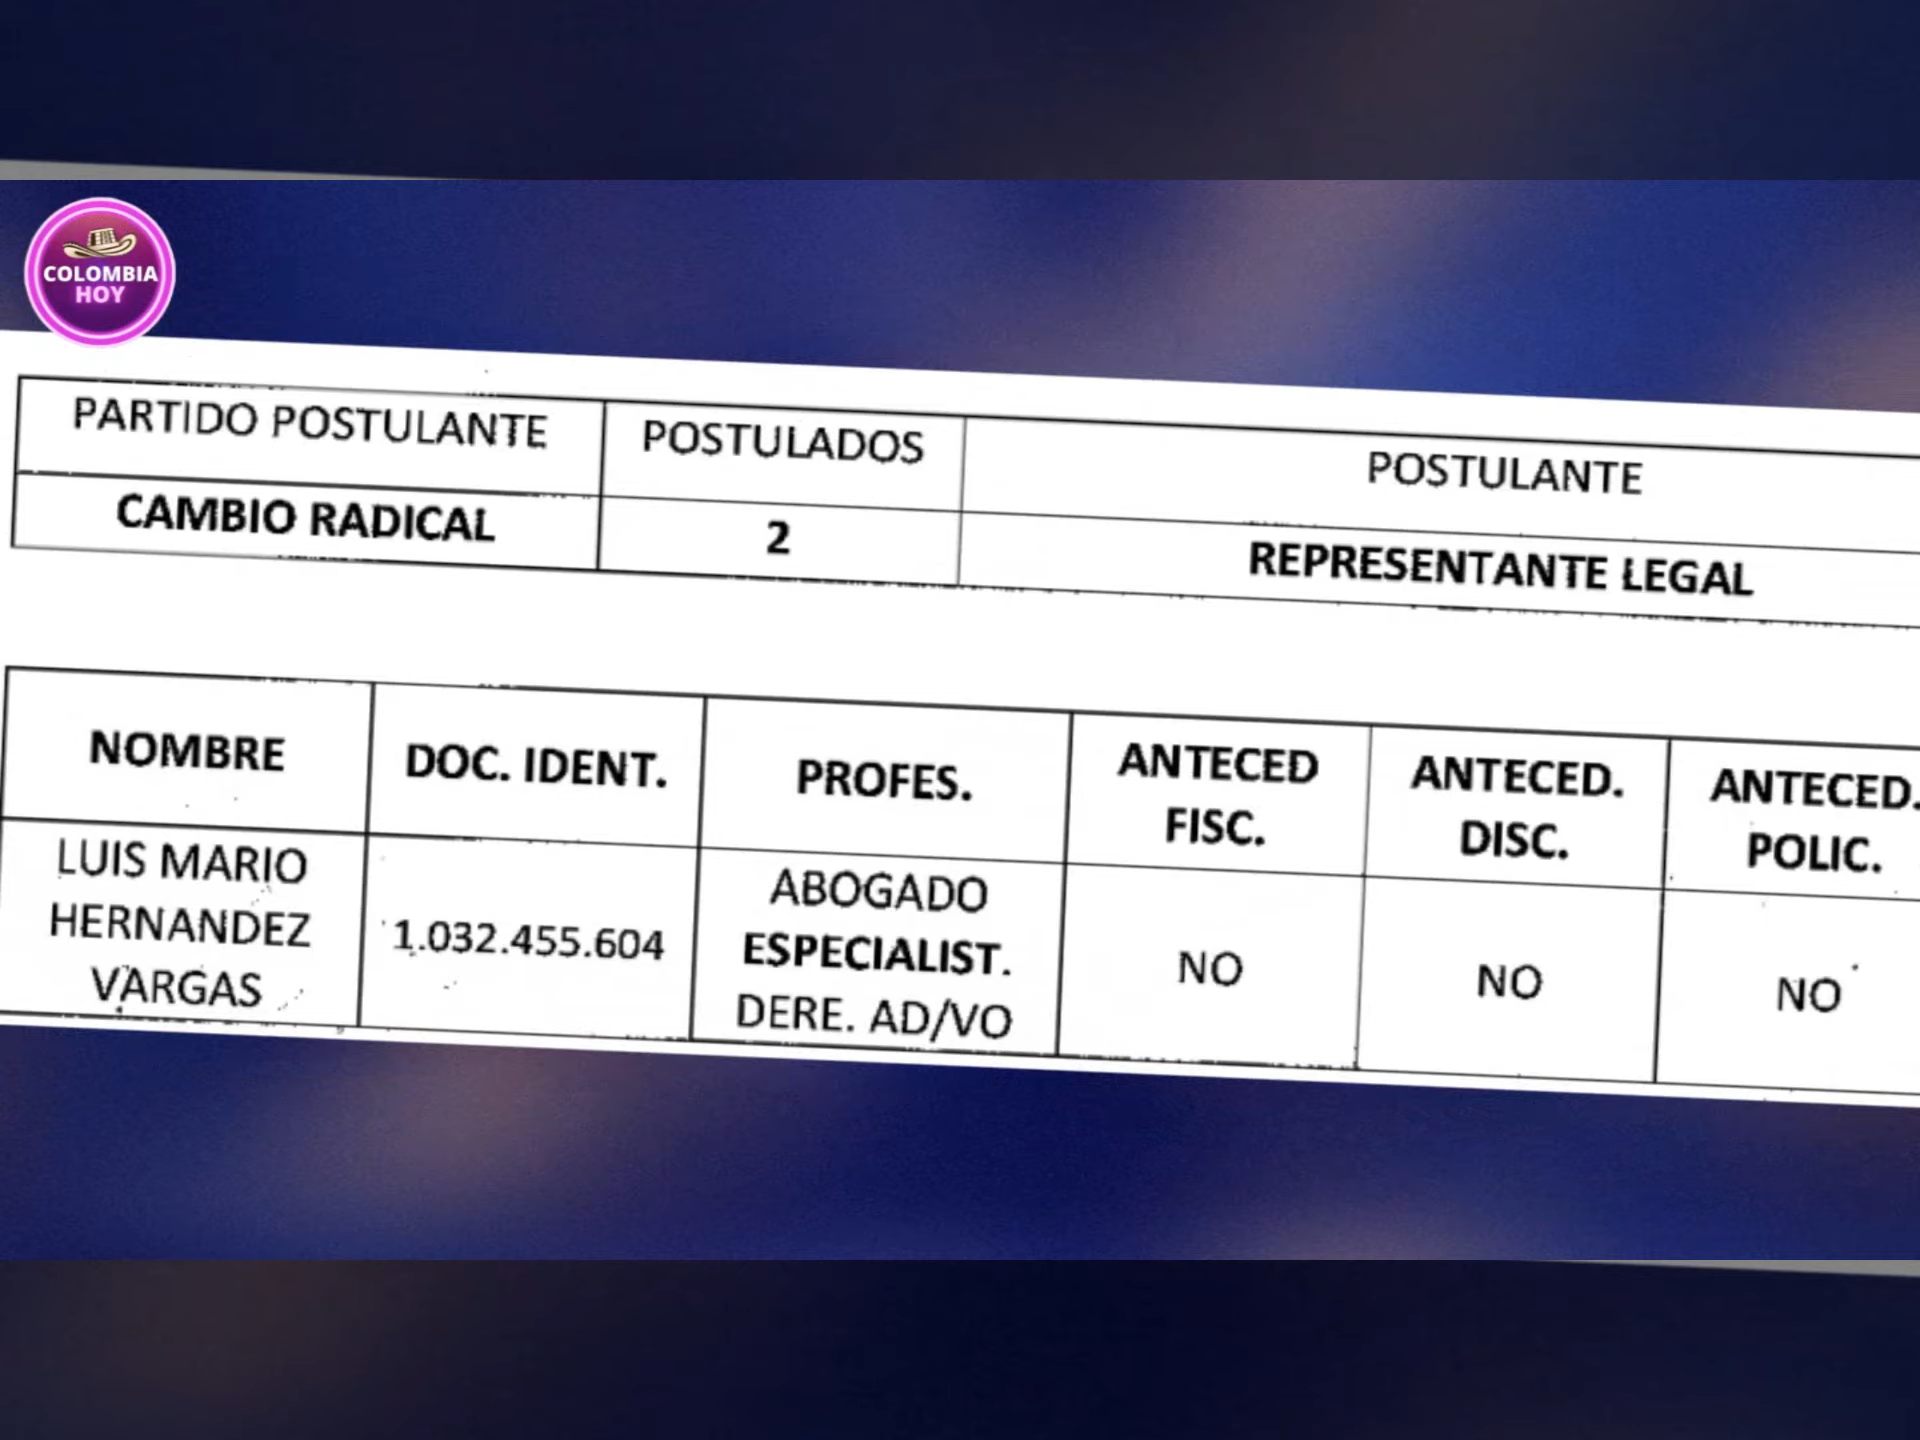 COLOMBIA
HOY
PARTIDO POSTULANTE POSTULADOS POSTULANTE
CAMBIO RADICAL 2 REPRESENTANTE LEGAL
NOMBRE DOC. IDENT. PROFES. ANTECED FISC. ANTECED. DISC. ANTECED. POLIC.
LUIS MARIO HERNANDEZ VARGAS 1.032.455.604 ABOGADO ESPECIALIST. DERE. AD/VO NO NO NO